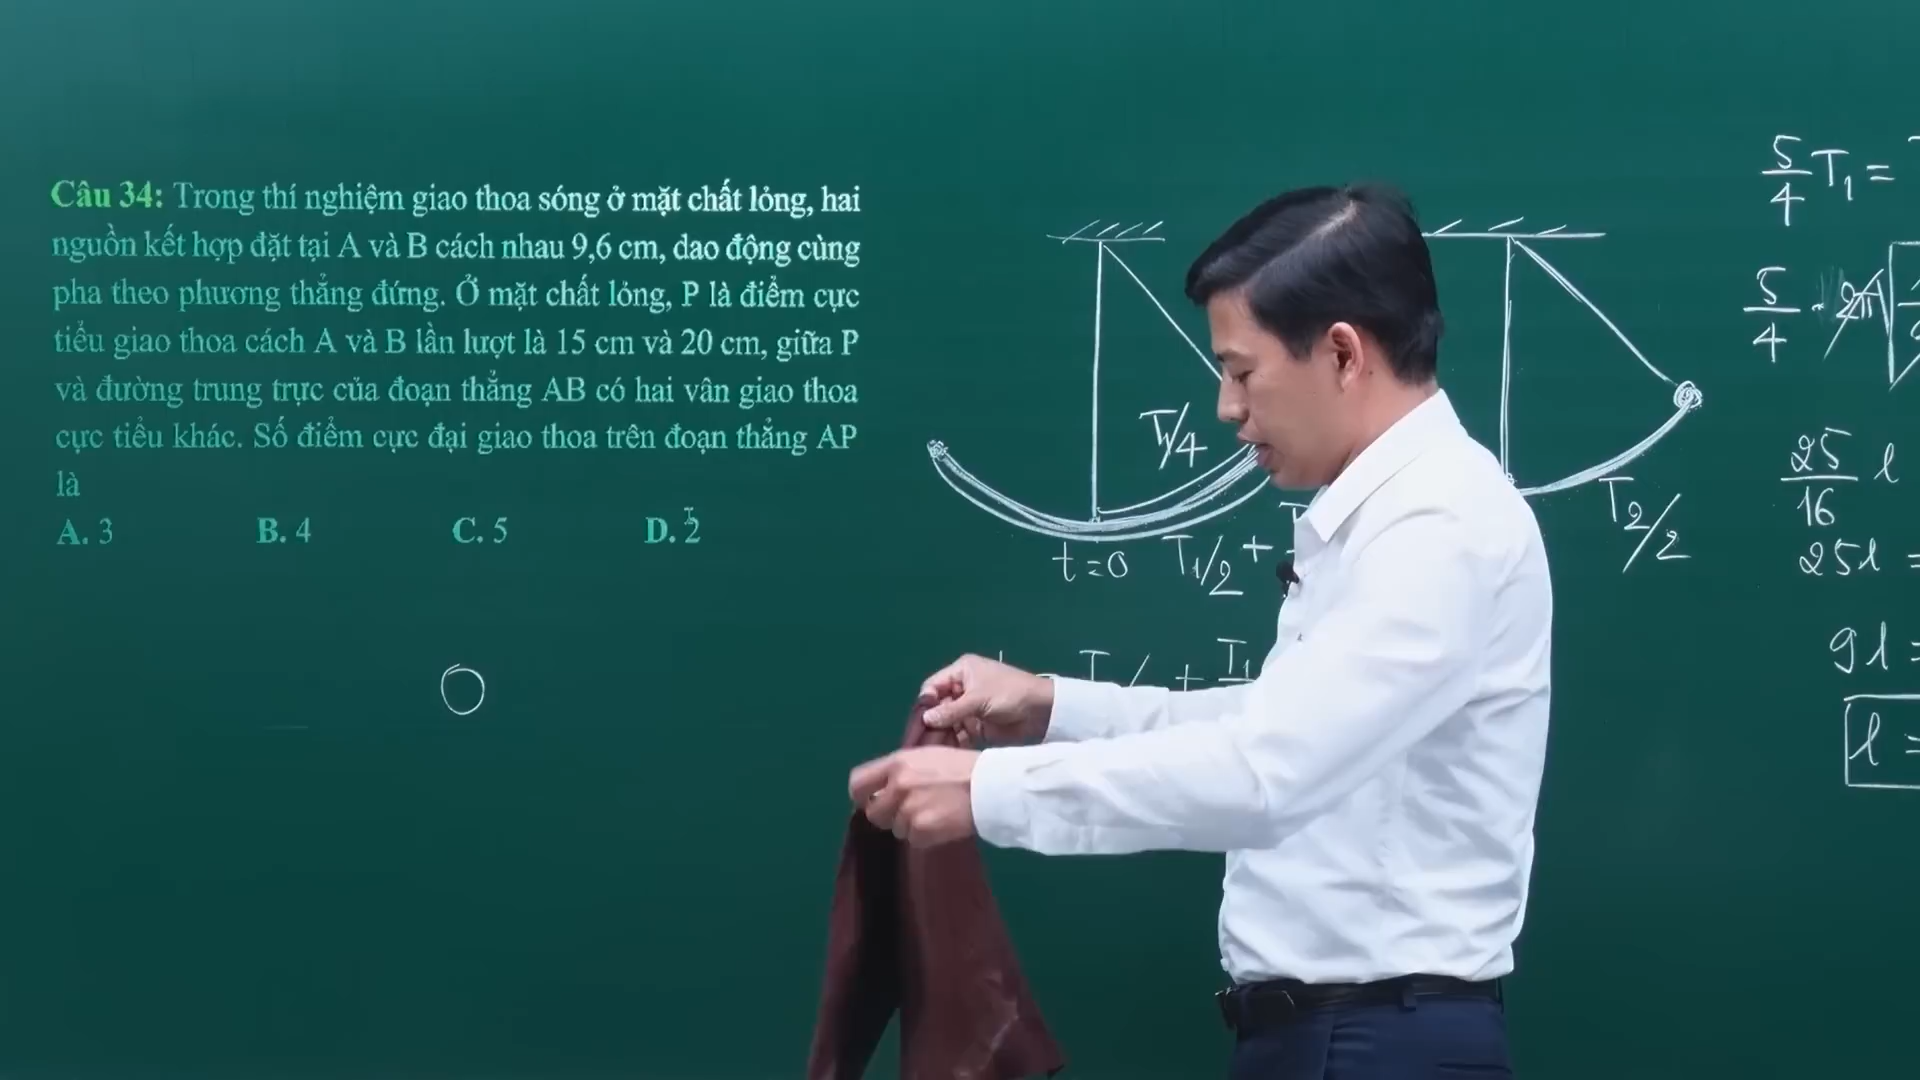 Câu 34: Trong thí nghiệm giao thoa sóng ở mặt chất lỏng, hai
nguồn kết hợp đặt tại A và B cách nhau 9,6 cm, dao động cùng
pha theo phương thẳng đứng. Ở mặt chất lỏng, P là điểm cực
tiểu giao thoa cách A và B lần lượt là 15 cm và 20 cm, giữa P
và đường trung trực của đoạn thẳng AB có hai vân giao thoa
cực tiểu khác. Số điểm cực đại giao thoa trên đoạn thẳng AP
là
A. 3 B. 4 C. 5 D. 2
T₁/4
t=0 T₁/2 +
T₂/2
5/4 T₁ =
5/4 · 2π√
25/16 l
25l =
9l =
l =